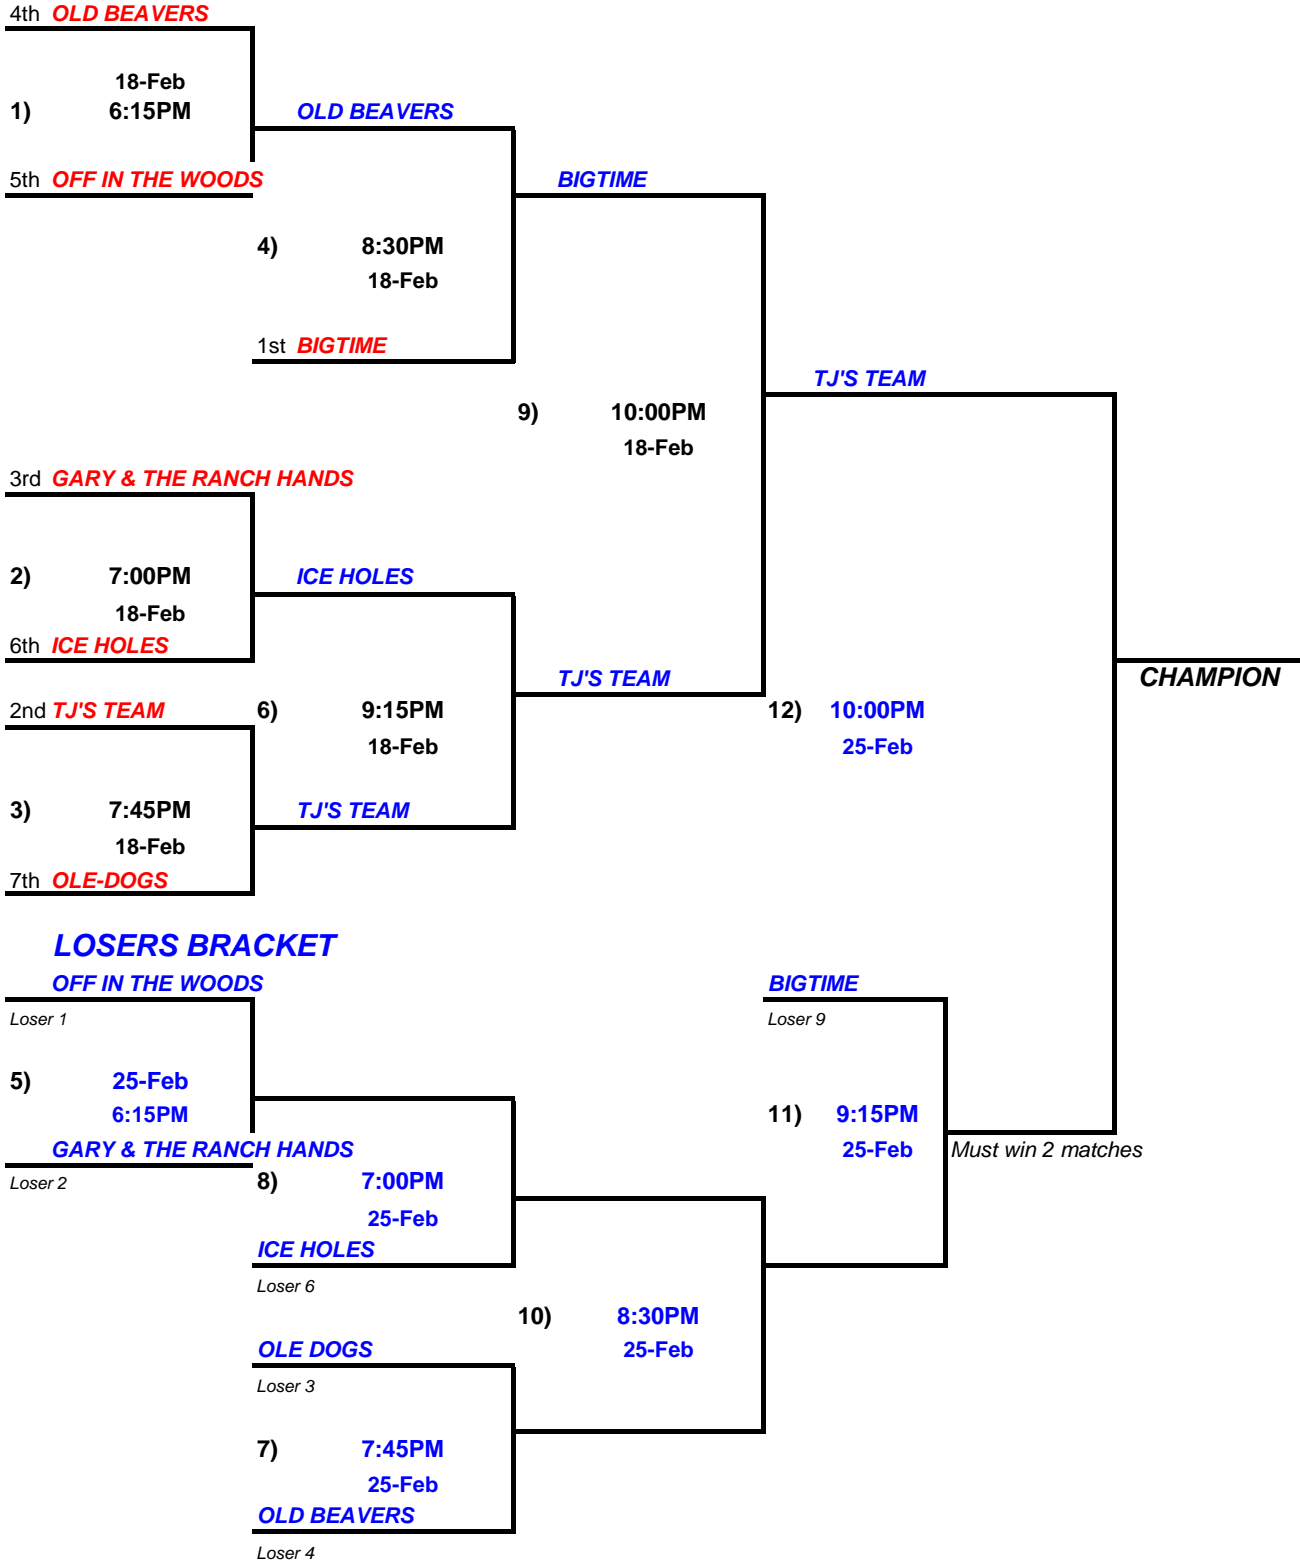 4th OLD BEAVERS
18-Feb
1) 6:15PM OLD BEAVERS
5th OFF IN THE WOODS BIGTIME
4) 8:30PM
18-Feb
1st BIGTIME
TJ'S TEAM
9) 10:00PM
18-Feb
3rd GARY & THE RANCH HANDS
2) 7:00PM ICE HOLES
18-Feb
6th ICE HOLES
TJ'S TEAM
CHAMPION
2nd TJ'S TEAM 6) 9:15PM 12) 10:00PM
18-Feb 25-Feb
3) 7:45PM TJ'S TEAM
18-Feb
7th OLE-DOGS
LOSERS BRACKET
OFF IN THE WOODS BIGTIME
Loser 1 Loser 9
5) 25-Feb
6:15PM 11) 9:15PM
GARY & THE RANCH HANDS 25-Feb Must win 2 matches
Loser 2 8) 7:00PM
25-Feb
ICE HOLES
Loser 6
10) 8:30PM
OLE DOGS 25-Feb
Loser 3
7) 7:45PM
25-Feb
OLD BEAVERS
Loser 4